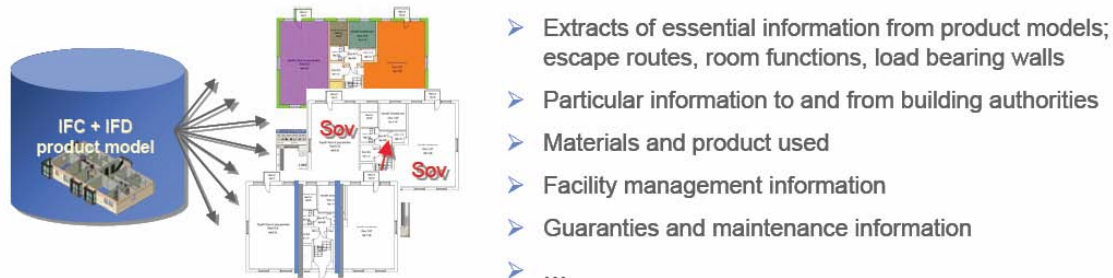 IFC + IFD
product model
Sov
Sov
➢ Extracts of essential information from product models;
escape routes, room functions, load bearing walls
➢ Particular information to and from building authorities
➢ Materials and product used
➢ Facility management information
➢ Guaranties and maintenance information
➢ ...